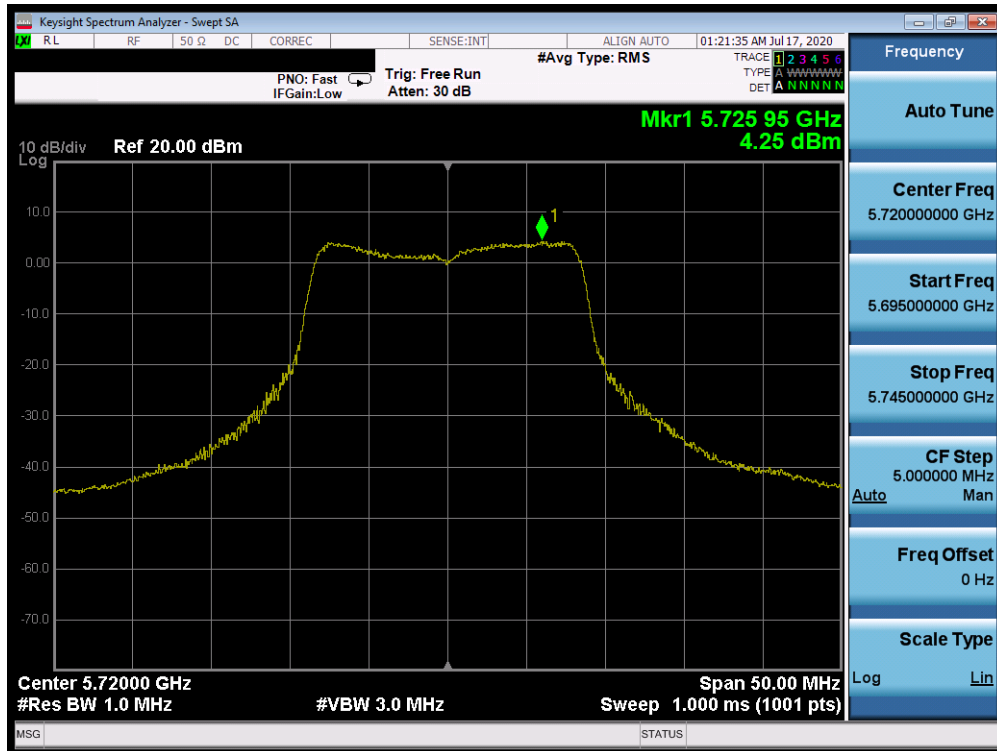 Keysight Spectrum Analyzer - Swept SA
LXI RL RF 50 Ω DC CORREC SENSE:INT ALIGN AUTO 01:21:35 AM Jul 17, 2020
PNO: Fast
IFGain:Low
Trig: Free Run
Atten: 30 dB
#Avg Type: RMS
TRACE 1 2 3 4 5 6
TYPE A WWWWW
DET A N N N N N
Mkr1 5.725 95 GHz
4.25 dBm
10 dB/div Ref 20.00 dBm
Log
10.0
0.00
-10.0
-20.0
-30.0
-40.0
-50.0
-60.0
-70.0
1
Center 5.72000 GHz Span 50.00 MHz
#Res BW 1.0 MHz #VBW 3.0 MHz Sweep 1.000 ms (1001 pts)
MSG STATUS
Frequency
Auto Tune
Center Freq
5.720000000 GHz
Start Freq
5.695000000 GHz
Stop Freq
5.745000000 GHz
CF Step
5.000000 MHz
Auto Man
Freq Offset
0 Hz
Scale Type
Log Lin